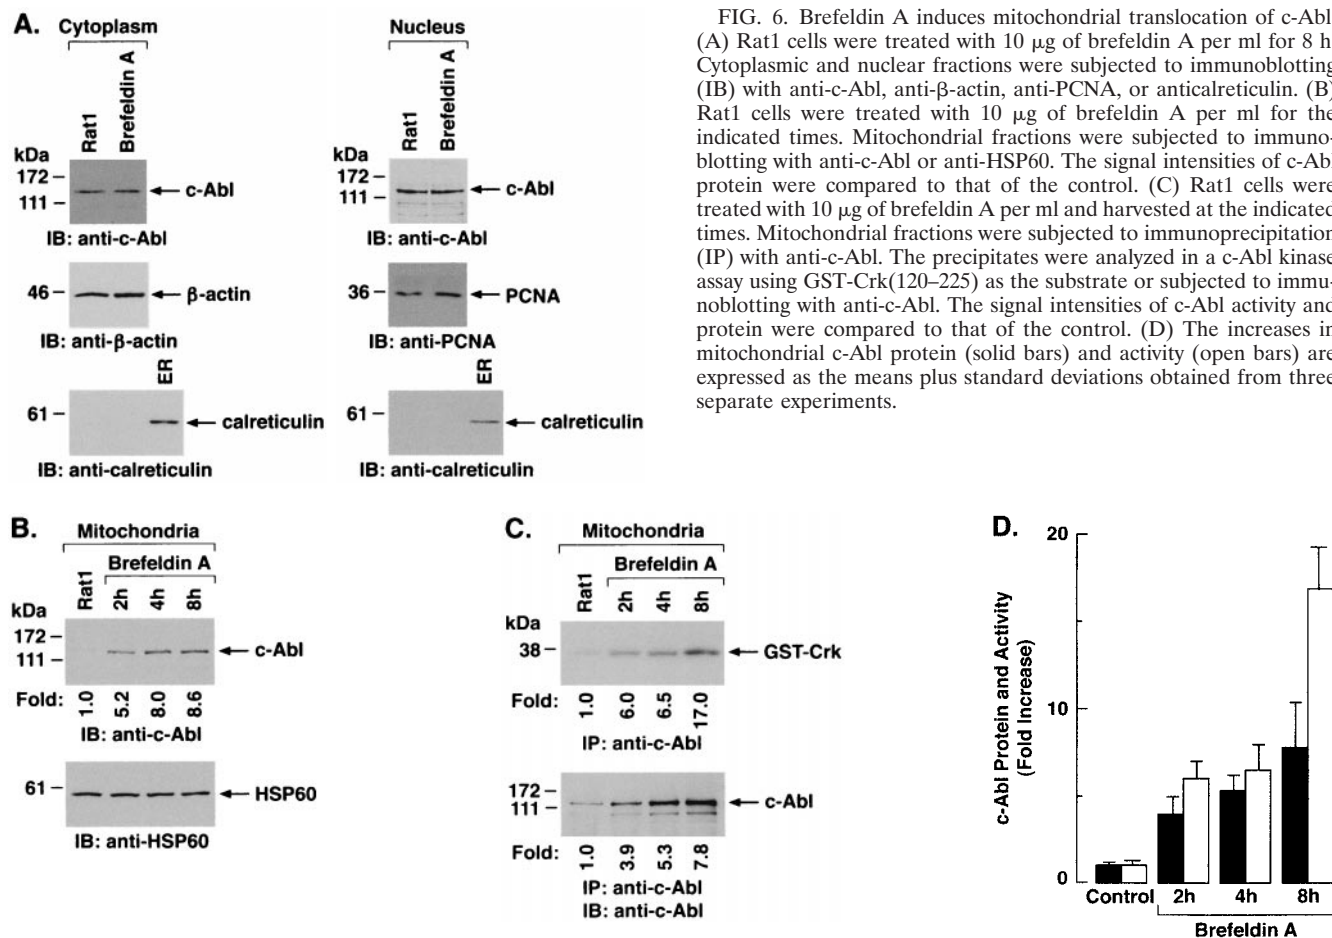 A.
Cytoplasm
Rat1
Brefeldin A
kDa
172
111
c-Abl
IB: anti-c-Abl
46
β-actin
IB: anti-β-actin
ER
61
calreticulin
IB: anti-calreticulin
Nucleus
Rat1
Brefeldin A
kDa
172
111
c-Abl
IB: anti-c-Abl
36
PCNA
IB: anti-PCNA
ER
61
calreticulin
IB: anti-calreticulin
FIG. 6. Brefeldin A induces mitochondrial translocation of c-Abl
(A) Rat1 cells were treated with 10 μg of brefeldin A per ml for 8 h
Cytoplasmic and nuclear fractions were subjected to immunoblotting
(IB) with anti-c-Abl, anti-β-actin, anti-PCNA, or anticalreticulin. (B)
Rat1 cells were treated with 10 μg of brefeldin A per ml for the
indicated times. Mitochondrial fractions were subjected to immuno-
blotting with anti-c-Abl or anti-HSP60. The signal intensities of c-Abl
protein were compared to that of the control. (C) Rat1 cells were
treated with 10 μg of brefeldin A per ml and harvested at the indicated
times. Mitochondrial fractions were subjected to immunoprecipitation
(IP) with anti-c-Abl. The precipitates were analyzed in a c-Abl kinase
assay using GST-Crk(120–225) as the substrate or subjected to immu-
noblotting with anti-c-Abl. The signal intensities of c-Abl activity and
protein were compared to that of the control. (D) The increases in
mitochondrial c-Abl protein (solid bars) and activity (open bars) are
expressed as the means plus standard deviations obtained from three
separate experiments.
B.
Mitochondria
Brefeldin A
Rat1 2h 4h 8h
kDa
172
111
c-Abl
Fold: 1.0 5.2 8.0 8.6
IB: anti-c-Abl
61
HSP60
IB: anti-HSP60
C.
Mitochondria
Brefeldin A
Rat1 2h 4h 8h
kDa
38
GST-Crk
Fold: 1.0 6.0 6.5 17.0
IP: anti-c-Abl
172
111
c-Abl
Fold: 1.0 3.9 5.3 7.8
IP: anti-c-Abl
IB: anti-c-Abl
D.
c-Abl Protein and Activity
(Fold Increase)
20
10
0
Control 2h 4h 8h
Brefeldin A